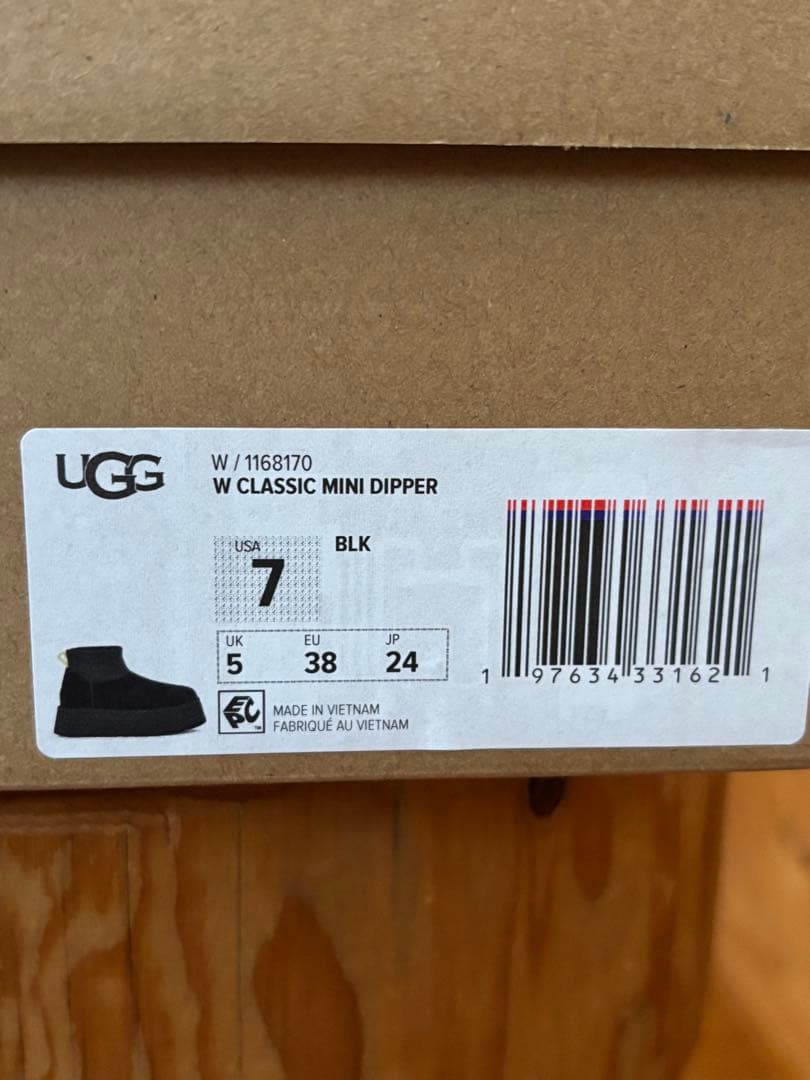 UGG
W / 1168170
W CLASSIC MINI DIPPER
USA
7
BLK
UK EU JP
5 38 24
EPC™
MADE IN VIETNAM
FABRIQUÉ AU VIETNAM
1 97634 33162 1